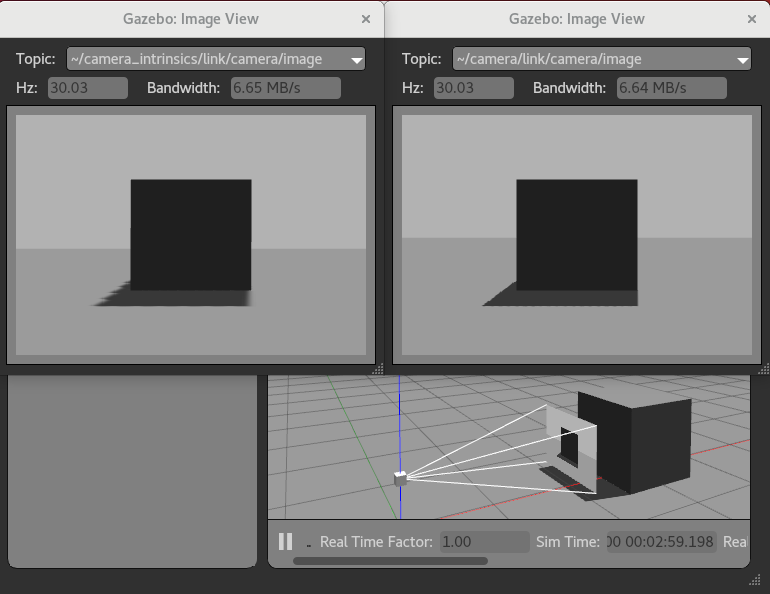 Gazebo: Image View
Topic: ~/camera_intrinsics/link/camera/image
Hz: 30.03 Bandwidth: 6.65 MB/s
Gazebo: Image View
Topic: ~/camera/link/camera/image
Hz: 30.03 Bandwidth: 6.64 MB/s
.. Real Time Factor: 1.00 Sim Time: 00 00:02:59.198 Rea